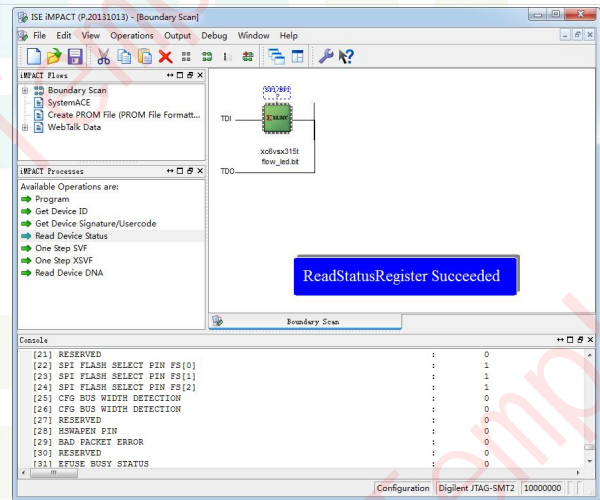 ISE iMPACT (P.20131013) - [Boundary Scan]
File Edit View Operations Output Debug Window Help
iMPACT Flows
Boundary Scan
SystemACE
Create PROM File (PROM File Formatt...
WebTalk Data
iMPACT Processes
Available Operations are:
Program
Get Device ID
Get Device Signature/Usercode
Read Device Status
One Step SVF
One Step XSVF
Read Device DNA
SPI/BPI
?
TDI
XILINX
xc6vsx315t
flow_led.bit
TDO
ReadStatusRegister Succeeded
Boundary Scan
Console
[21] RESERVED : 0
[22] SPI FLASH SELECT PIN FS[0] : 1
[23] SPI FLASH SELECT PIN FS[1] : 1
[24] SPI FLASH SELECT PIN FS[2] : 1
[25] CFG BUS WIDTH DETECTION : 0
[26] CFG BUS WIDTH DETECTION : 0
[27] RESERVED : 0
[28] HSWAPEN PIN : 0
[29] BAD PACKET ERROR : 0
[30] RESERVED : 0
[31] EFUSE BUSY STATUS : 0
Configuration Digilent JTAG-SMT2 10000000